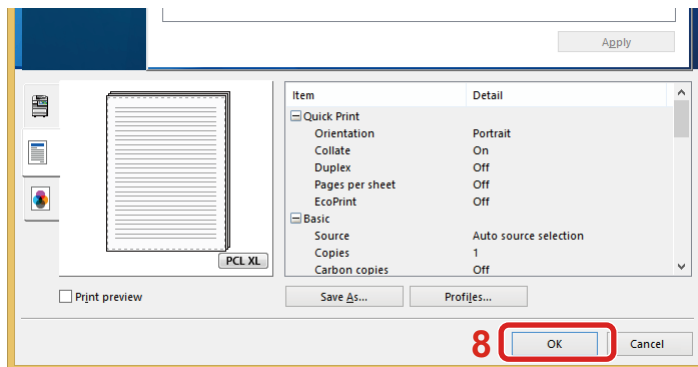 Apply
Item Detail
Quick Print
Orientation Portrait
Collate On
Duplex Off
Pages per sheet Off
EcoPrint Off
Basic
Source Auto source selection
Copies 1
Carbon copies Off
PCL XL
Print preview
Save As... Profiles...
8 OK Cancel